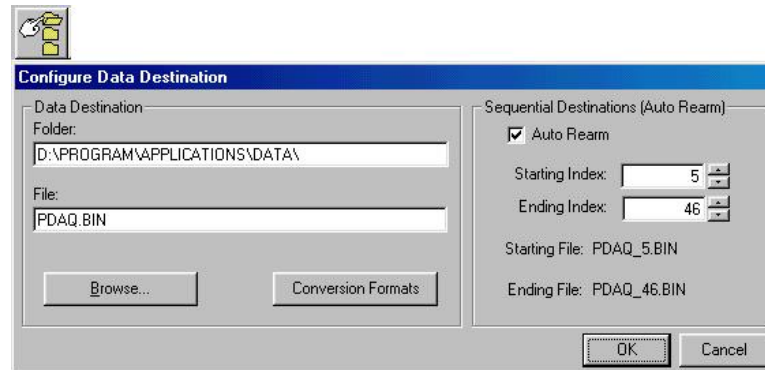 Configure Data Destination
Data Destination
Folder:
D:\PROGRAM\APPLICATIONS\DATA\
File:
PDAQ.BIN
Browse...
Conversion Formats
Sequential Destinations (Auto Rearm)
Auto Rearm
Starting Index: 5
Ending Index: 46
Starting File: PDAQ_5.BIN
Ending File: PDAQ_46.BIN
OK
Cancel